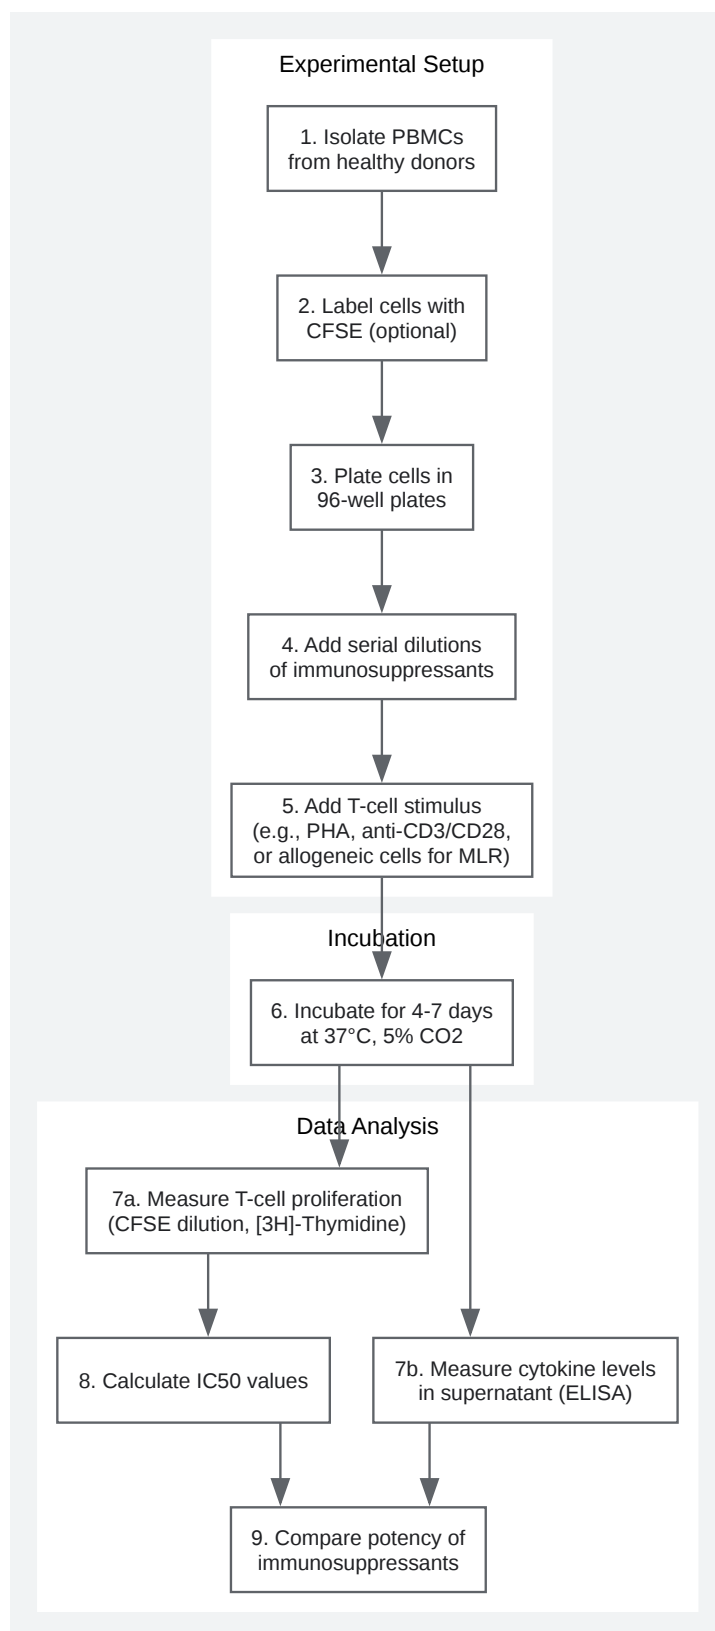 Experimental Setup
1. Isolate PBMCs
from healthy donors
2. Label cells with
CFSE (optional)
3. Plate cells in
96-well plates
4. Add serial dilutions
of immunosuppressants
5. Add T-cell stimulus
(e.g., PHA, anti-CD3/CD28,
or allogeneic cells for MLR)
Incubation
6. Incubate for 4-7 days
at 37°C, 5% CO2
Data Analysis
7a. Measure T-cell proliferation
(CFSE dilution, [3H]-Thymidine)
8. Calculate IC50 values
7b. Measure cytokine levels
in supernatant (ELISA)
9. Compare potency of
immunosuppressants